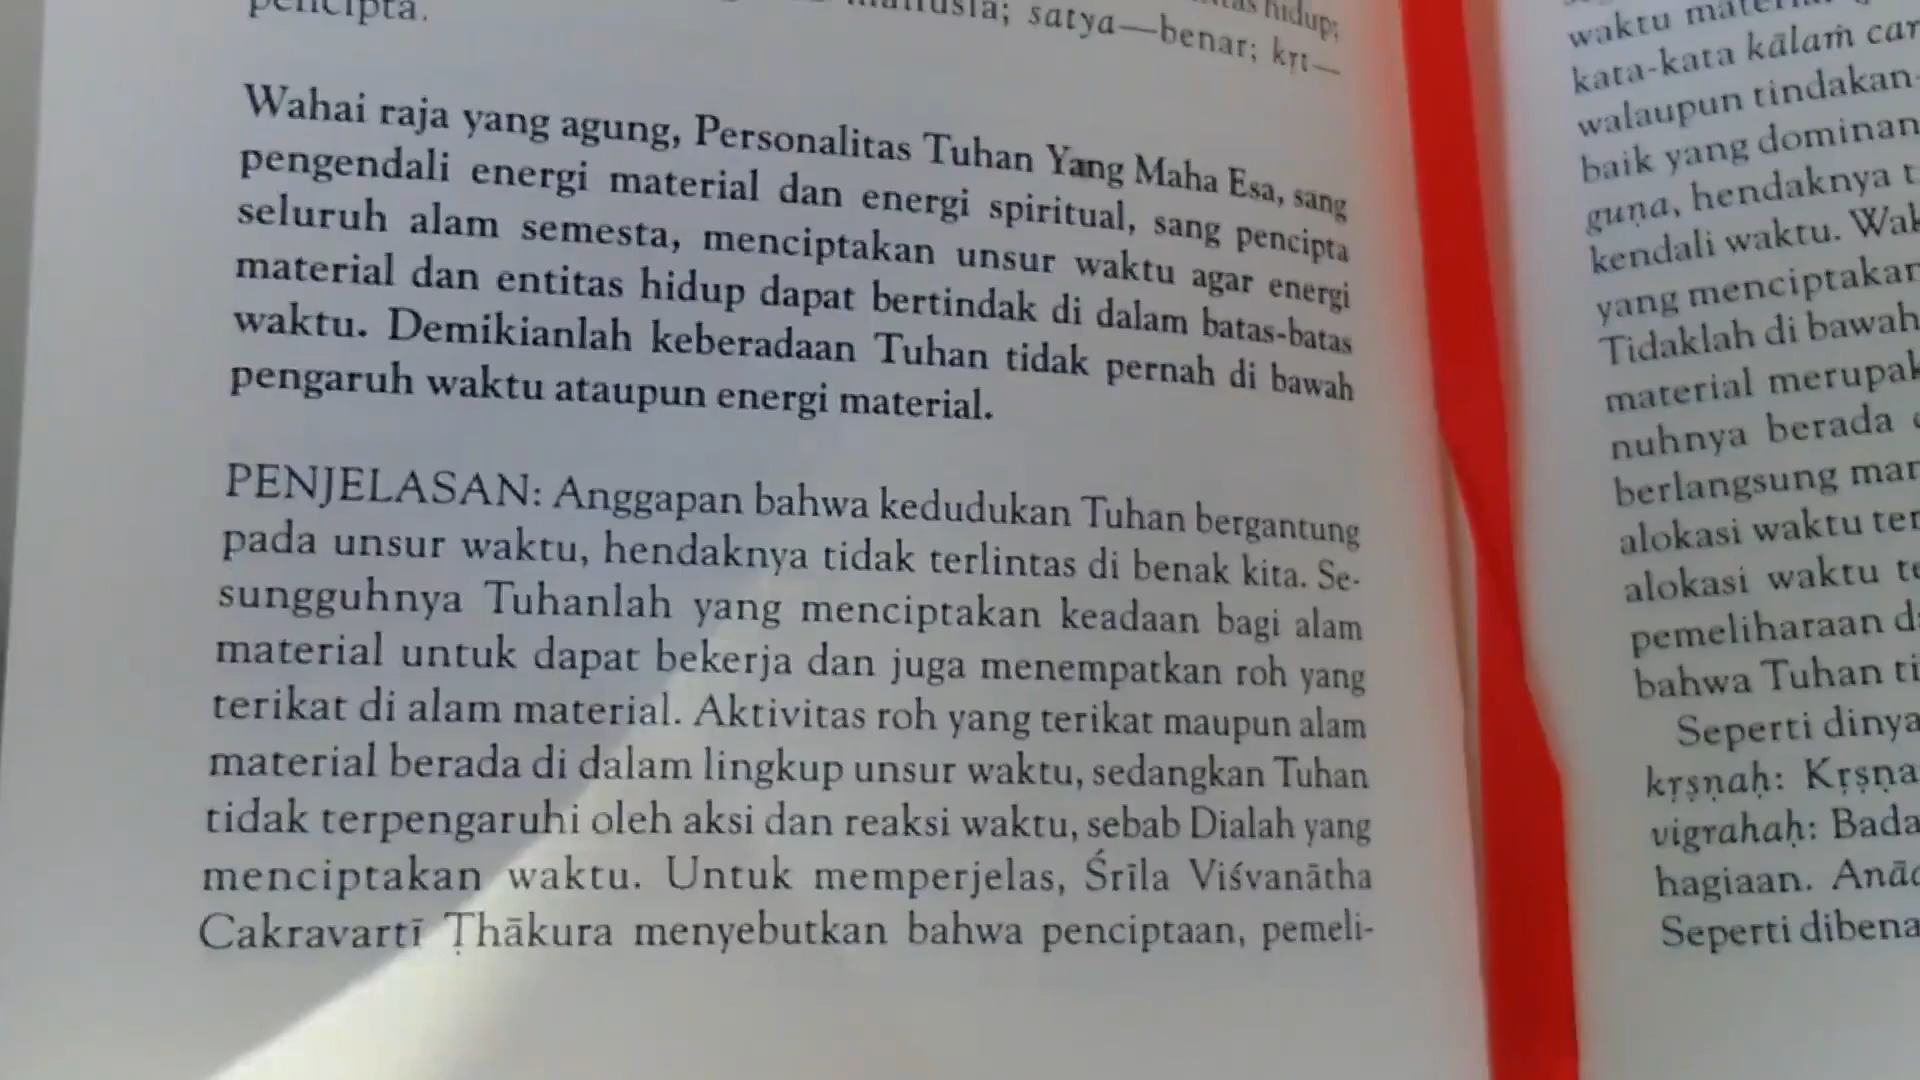 pencipta.
manusia; satya—benar; kṛt—
hidup;
Wahai raja yang agung, Personalitas Tuhan Yang Maha Esa, sang
pengendali energi material dan energi spiritual, sang pencipta
seluruh alam semesta, menciptakan unsur waktu agar energi
material dan entitas hidup dapat bertindak di dalam batas-batas
waktu. Demikianlah keberadaan Tuhan tidak pernah di bawah
pengaruh waktu ataupun energi material.
PENJELASAN: Anggapan bahwa kedudukan Tuhan bergantung
pada unsur waktu, hendaknya tidak terlintas di benak kita. Se-
sungguhnya Tuhanlah yang menciptakan keadaan bagi alam
material untuk dapat bekerja dan juga menempatkan roh yang
terikat di alam material. Aktivitas roh yang terikat maupun alam
material berada di dalam lingkup unsur waktu, sedangkan Tuhan
tidak terpengaruhi oleh aksi dan reaksi waktu, sebab Dialah yang
menciptakan waktu. Untuk memperjelas, Śrīla Viśvanātha
Cakravartī Ṭhākura menyebutkan bahwa penciptaan, pemeli-
waktu
kata-kata kālaṁ
walaupun tindakan-
baik yang dominan
guṇa, hendaknya
kendali waktu.
yang menciptakan
Tidaklah di bawah
material
nuhnya berada
berlangsung
alokasi waktu
alokasi waktu
pemeliharaan
bahwa Tuhan
Seperti
kṛṣṇaḥ: Kṛṣṇa
vigrahaḥ:
hagiaan.
Seperti